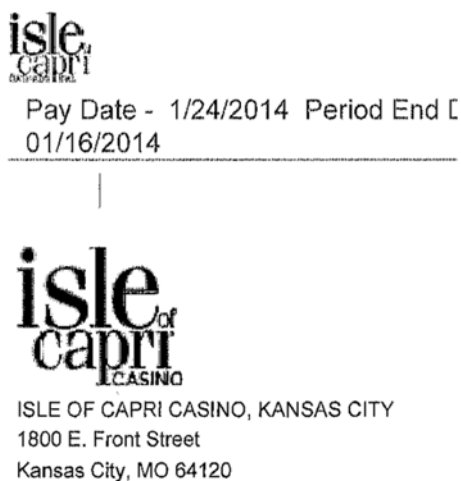 isle of
capri
Pay Date - 1/24/2014 Period End
01/16/2014
isle of
capri
CASINO
ISLE OF CAPRI CASINO, KANSAS CITY
1800 E. Front Street
Kansas City, MO 64120